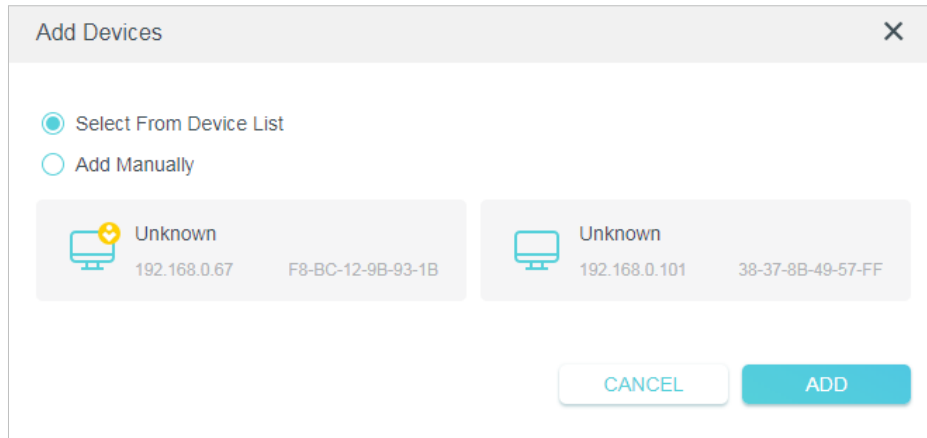 Add Devices
Select From Device List
Add Manually
Unknown
192.168.0.67 F8-BC-12-9B-93-1B
Unknown
192.168.0.101 38-37-8B-49-57-FF
CANCEL ADD